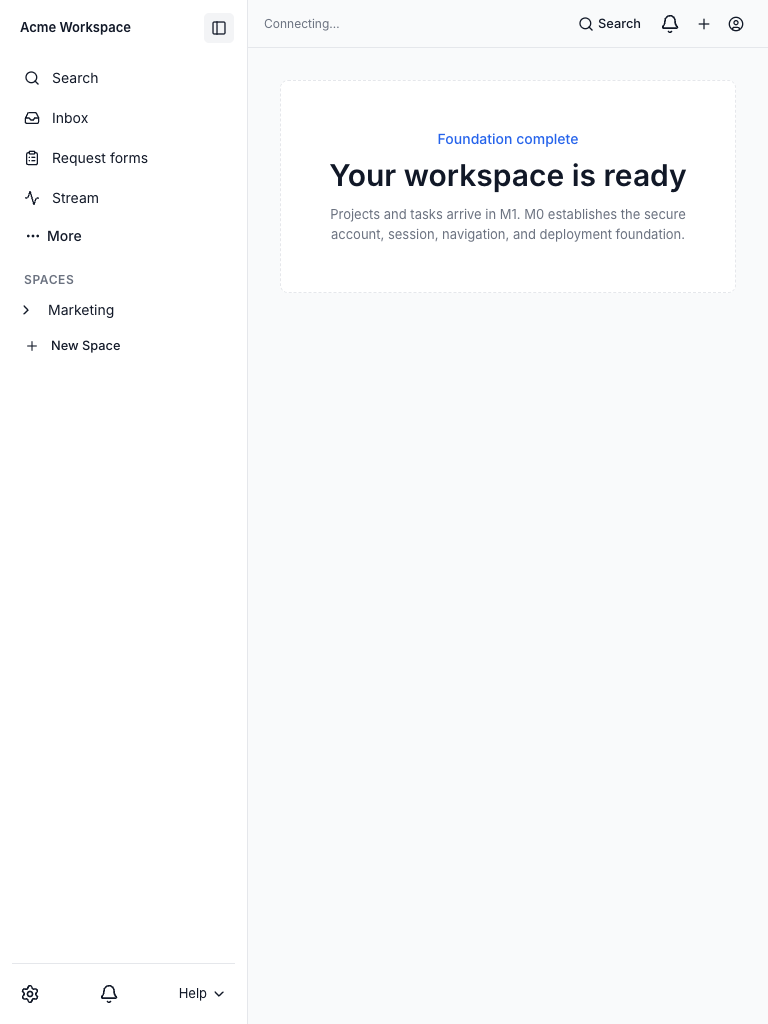 Acme Workspace
Search
Inbox
Request forms
Stream
More
SPACES
Marketing
New Space
Help
Connecting...
Search
Foundation complete
Your workspace is ready
Projects and tasks arrive in M1. M0 establishes the secure
account, session, navigation, and deployment foundation.